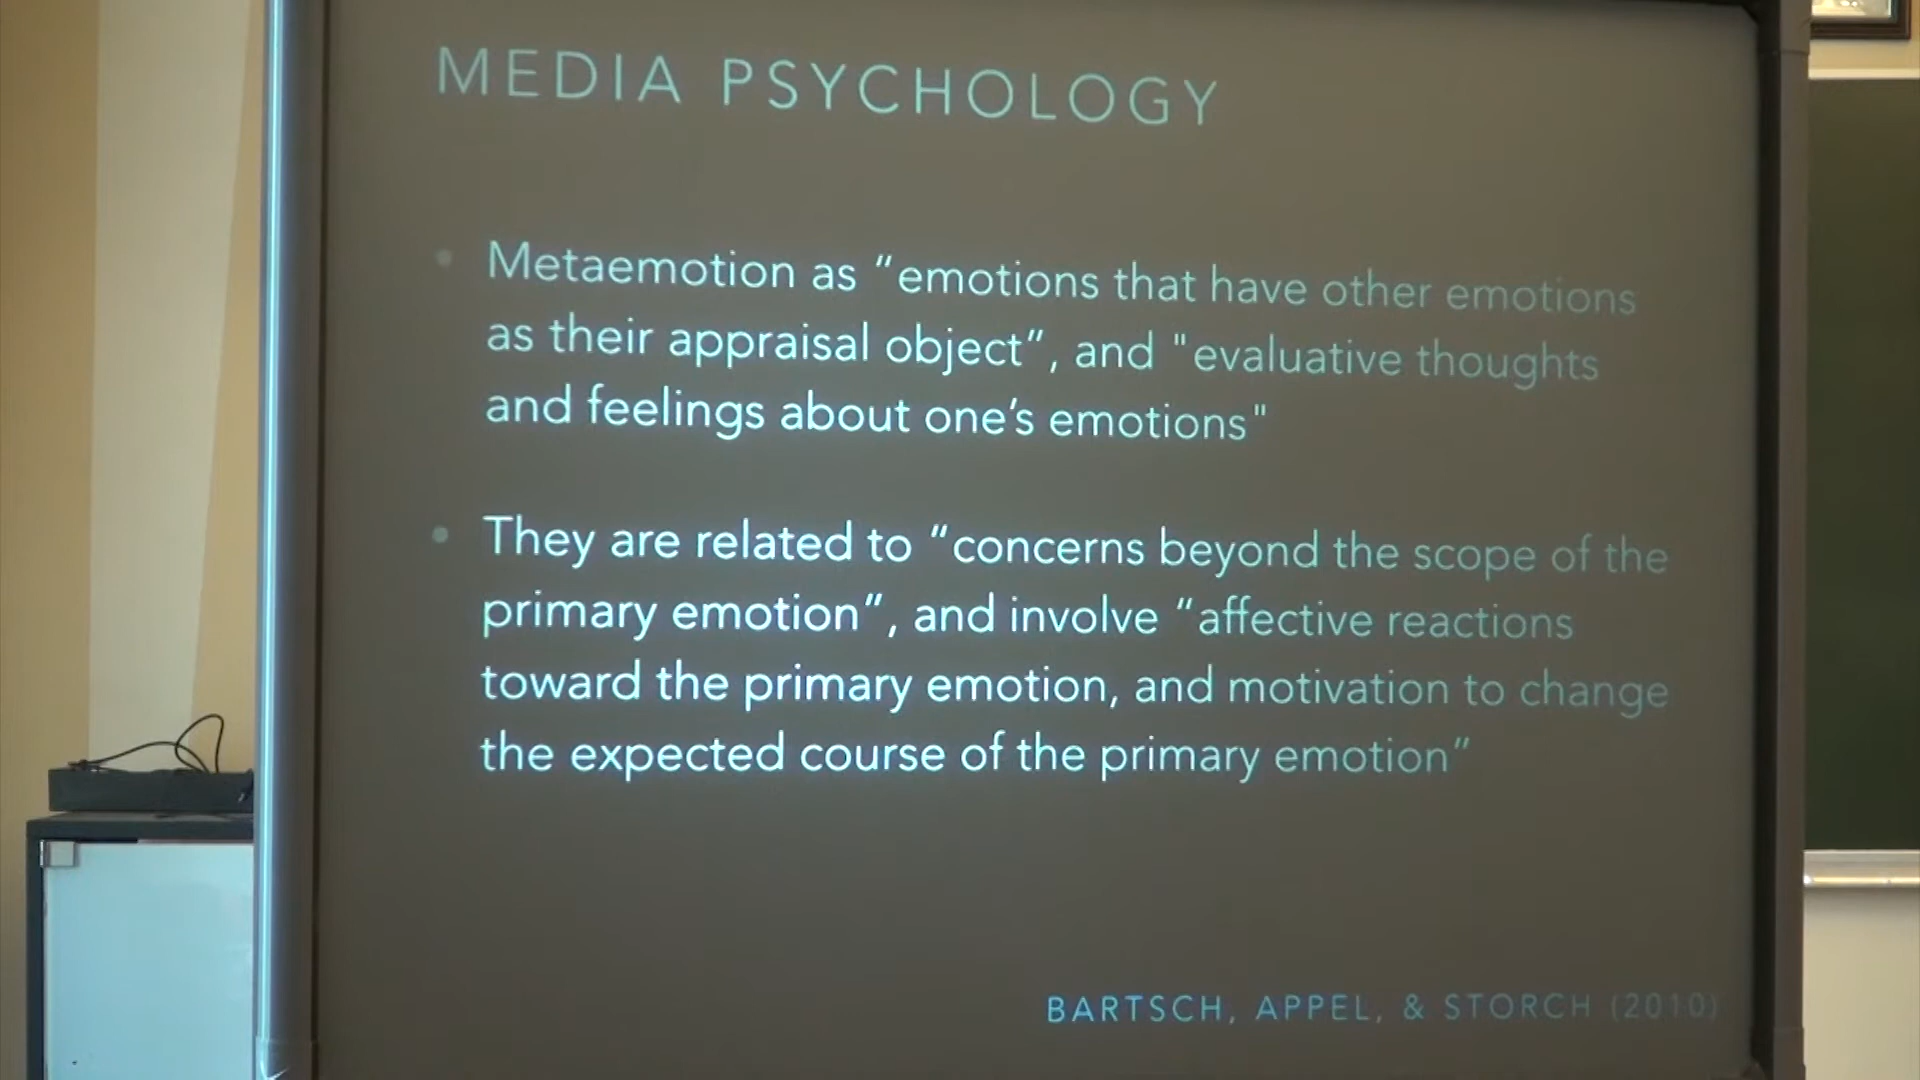 MEDIA PSYCHOLOGY
• Metaemotion as “emotions that have other emotions
as their appraisal object”, and "evaluative thoughts
and feelings about one’s emotions"
• They are related to “concerns beyond the scope of the
primary emotion”, and involve “affective reactions
toward the primary emotion, and motivation to change
the expected course of the primary emotion”
BARTSCH, APPEL, & STORCH (2010)